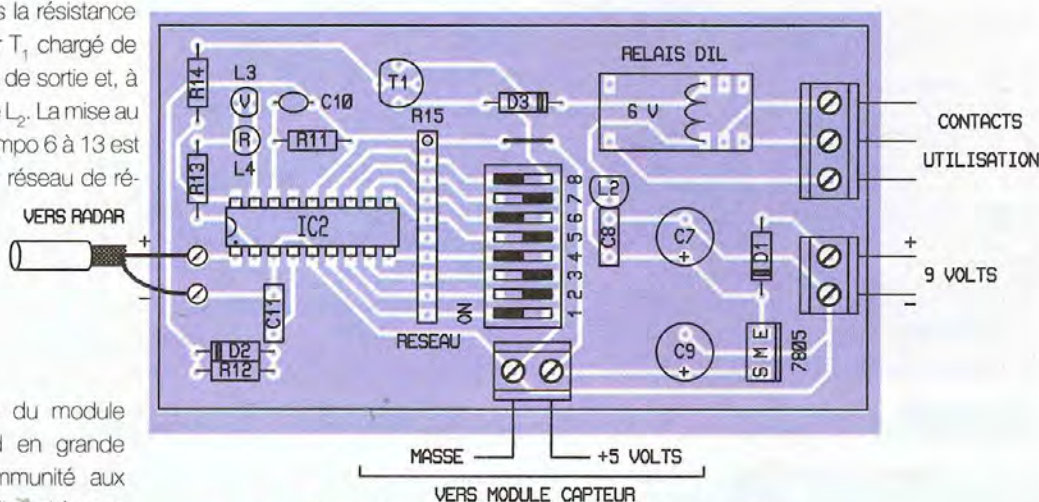 s la résistance
T₁ chargé de
de sortie et, à
L₂. La mise au
mpo 6 à 13 est
réseau de ré-
VERS RADAR
+
−
R14
L3
V
R
L4
C10
R11
R13
IC2
T1
R15
RESEAU
C11
D2
R12
D3
RELAIS DIL
6 V
8
7
6
5
4
3
2
1
ON
L2
C8
C7
+
D1
C9
+
S M E
7805
CONTACTS
UTILISATION
+
9 VOLTS
−
MASSE
+5 VOLTS
VERS MODULE CAPTEUR
du module
en grande
mmunité aux